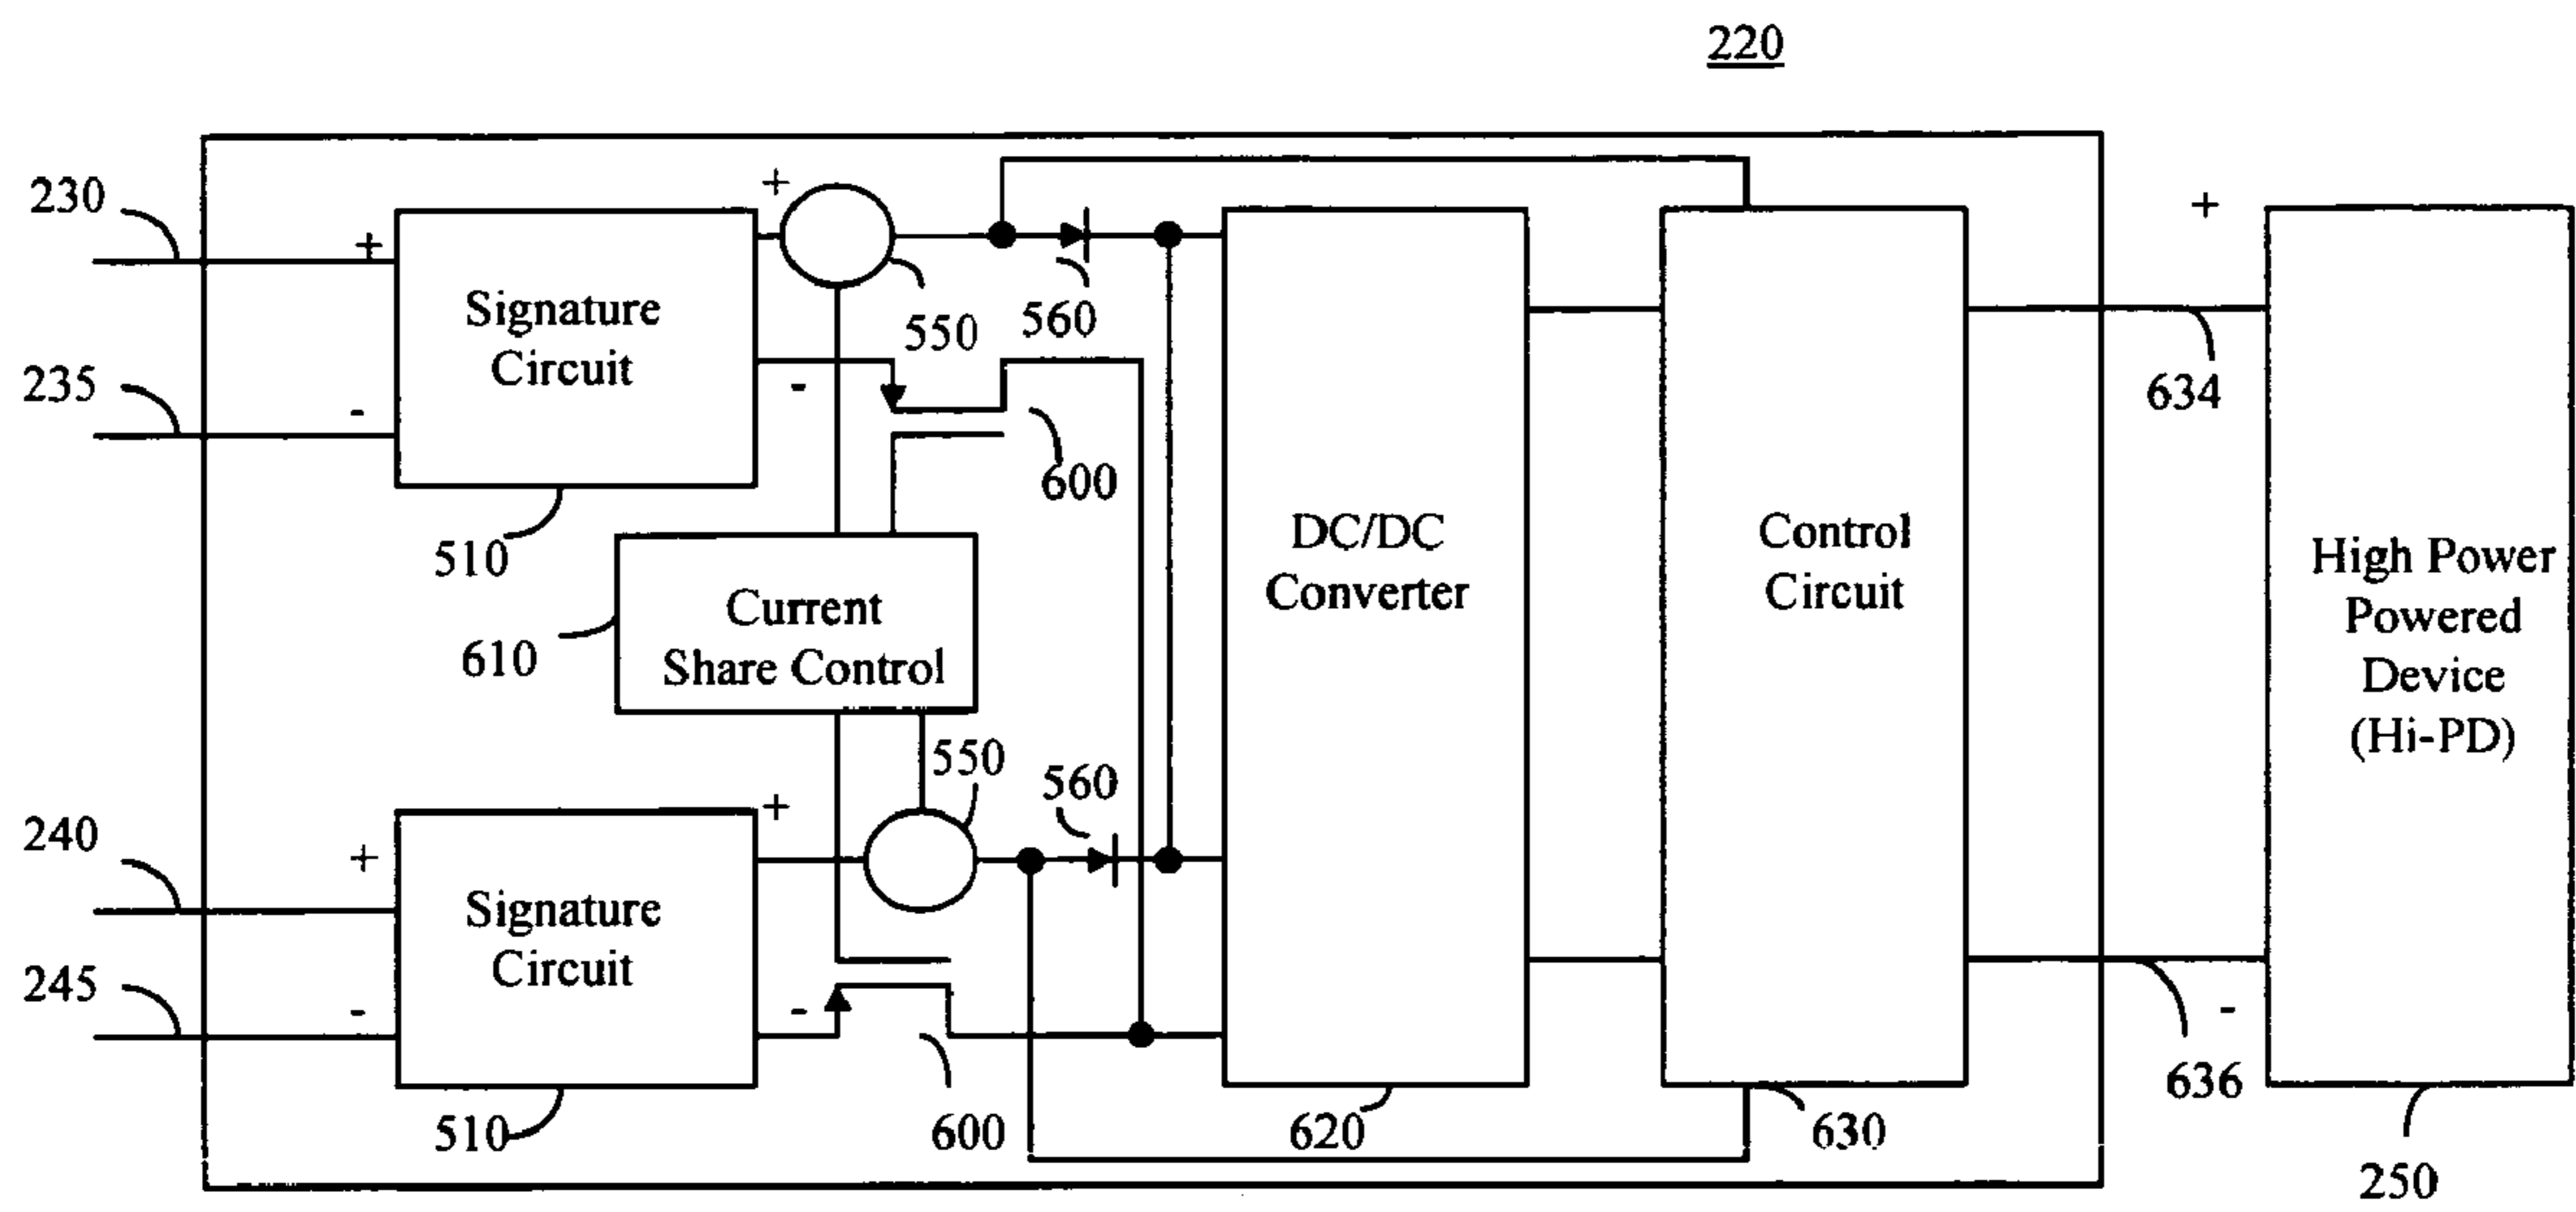 220
230
235
+
-
Signature
Circuit
510
+
-
550
560
600
Current
Share Control
610
DC/DC
Converter
620
Control
Circuit
630
+
634
636
-
High Power
Powered
Device
(Hi-PD)
250
240
245
+
-
Signature
Circuit
510
+
-
550
560
600